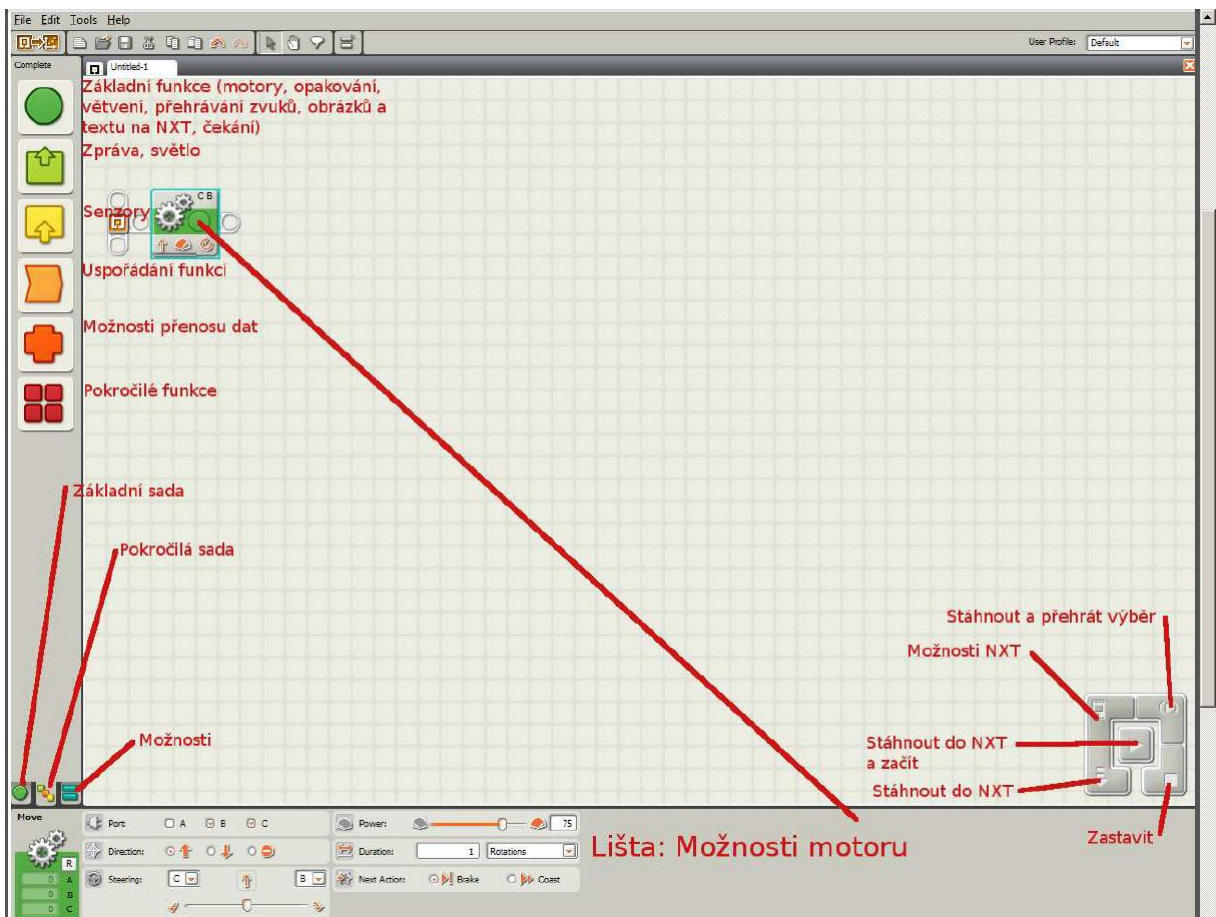 File Edit Tools Help
User Profile: Default
Complete
Untitled-1
Základní funkce (motory, opakování,
větvení, přehrávání zvuků, obrázků a
textu na NXT, čekání)
Zpráva, světlo
C B
Senzory
Uspořádání funkcí
Možnosti přenosu dat
Pokročilé funkce
Základní sada
Pokročilá sada
Stáhnout a přehrát výběr
Možnosti NXT
Možnosti
Stáhnout do NXT
a začít
Stáhnout do NXT
Zastavit
Lišta: Možnosti motoru
Move
R
0 A
0 B
0 C
Port: A B C
Direction:
Steering: C B
Power: 75
Duration: 1 Rotations
Next Action: Brake Coast